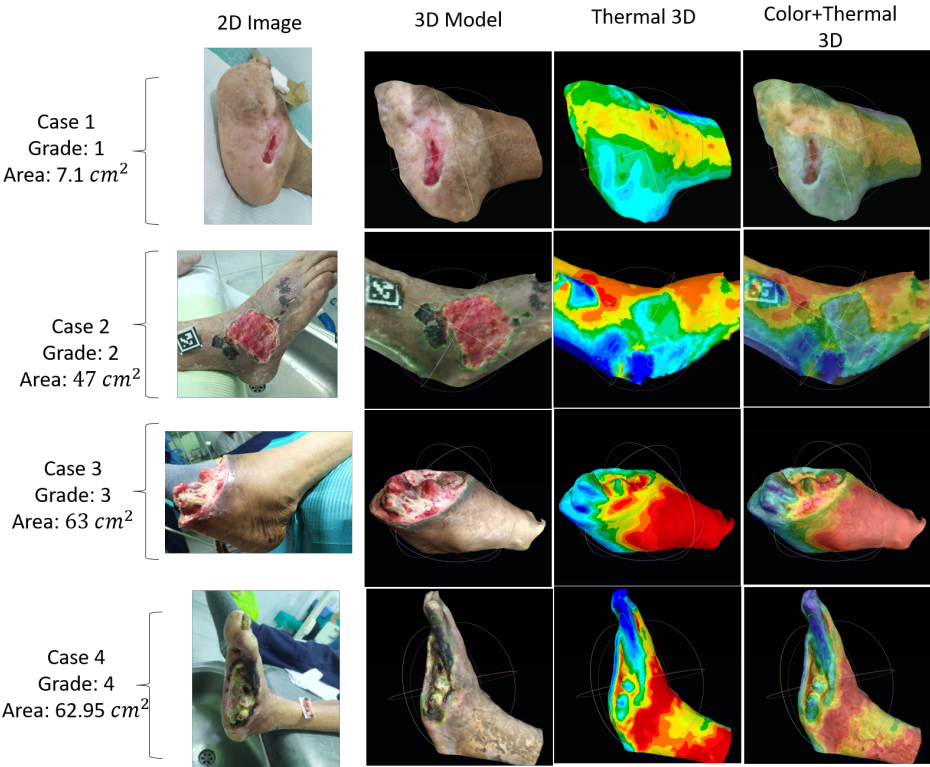 2D Image
3D Model
Thermal 3D
Color+Thermal
3D
Case 1
Grade: 1
Area: 7.1 cm²
Case 2
Grade: 2
Area: 47 cm²
Case 3
Grade: 3
Area: 63 cm²
Case 4
Grade: 4
Area: 62.95 cm²